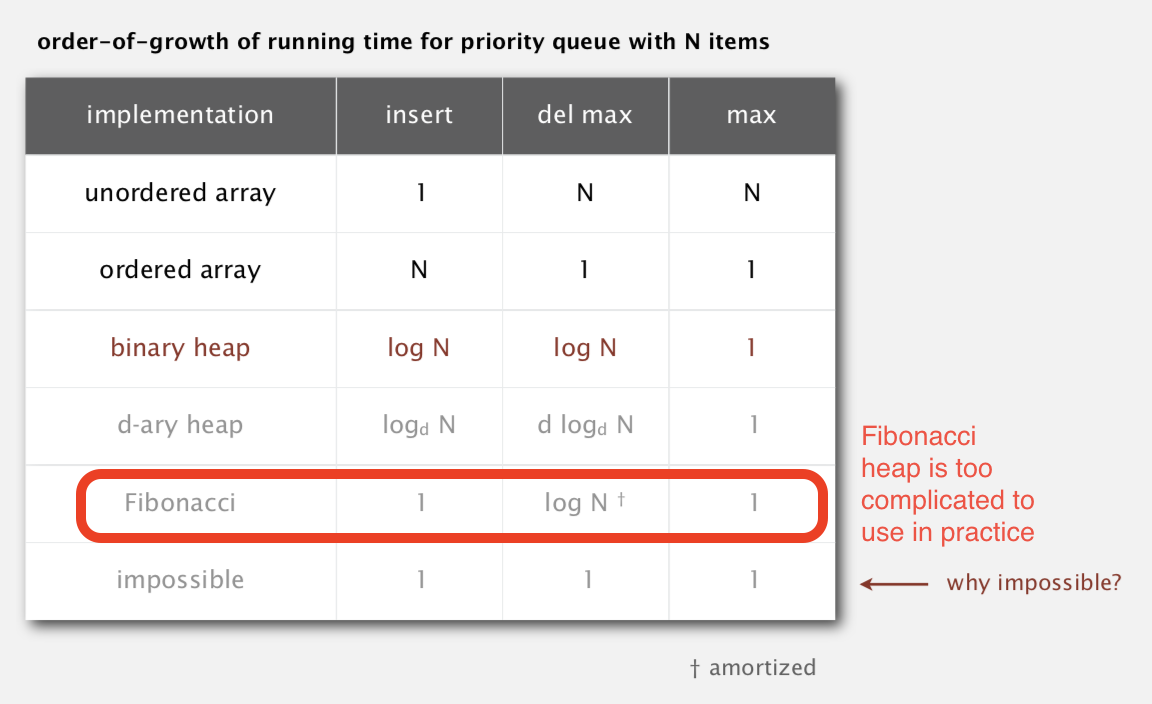 order-of-growth of running time for priority queue with N items
implementation insert del max max
unordered array 1 N N
ordered array N 1 1
binary heap log N log N 1
d-ary heap logd N d logd N 1
Fibonacci 1 log N † 1
impossible 1 1 1
Fibonacci
heap is too
complicated to
use in practice
why impossible?
† amortized